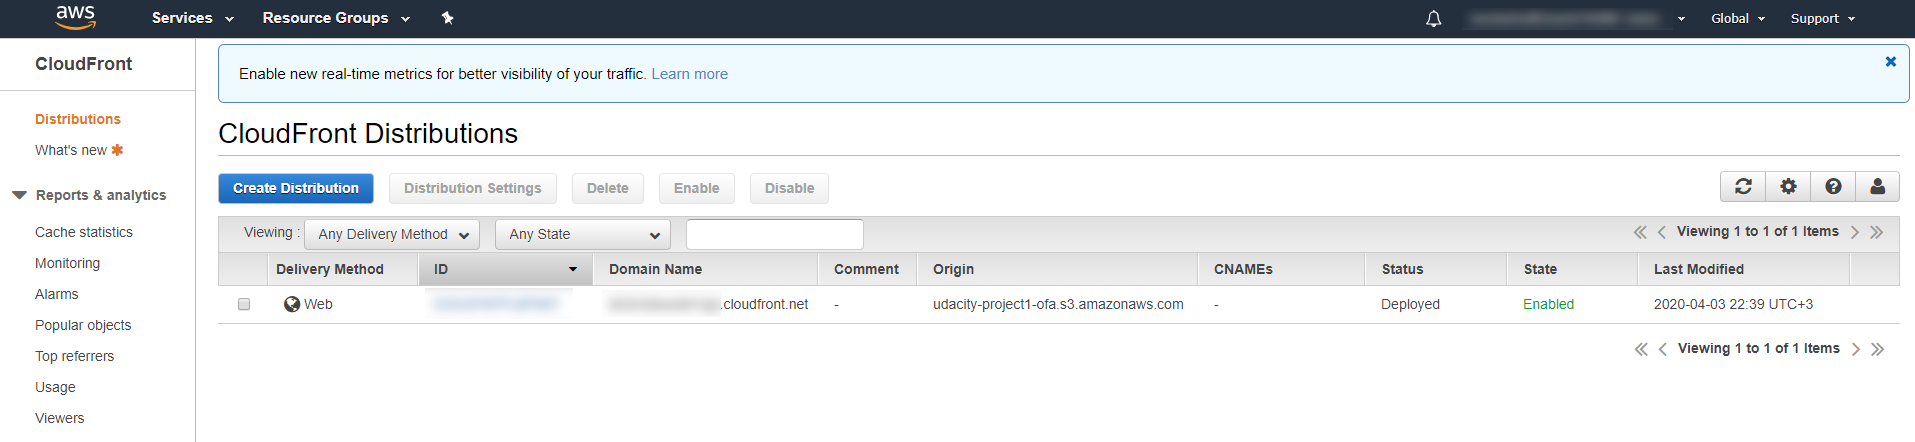 aws Services Resource Groups Global Support
CloudFront
Distributions
What's new
Reports & analytics
Cache statistics
Monitoring
Alarms
Popular objects
Top referrers
Usage
Viewers
Enable new real-time metrics for better visibility of your traffic. Learn more
CloudFront Distributions
Create Distribution Distribution Settings Delete Enable Disable
Viewing : Any Delivery Method Any State Viewing 1 to 1 of 1 Items
Delivery Method ID Domain Name Comment Origin CNAMEs Status State Last Modified
Web .cloudfront.net - udacity-project1-ofa.s3.amazonaws.com - Deployed Enabled 2020-04-03 22:39 UTC+3
Viewing 1 to 1 of 1 Items